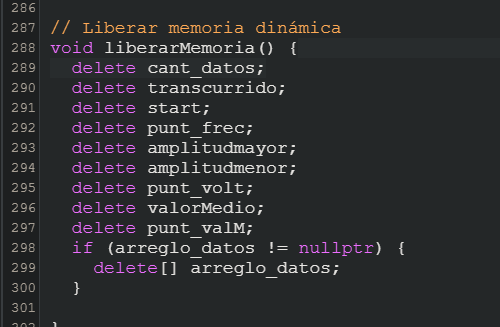 286
287 // Liberar memoria dinámica
288 void liberarMemoria() {
289 delete cant_datos;
290 delete transcurrido;
291 delete start;
292 delete punt_frec;
293 delete amplitudmayor;
294 delete amplitudmenor;
295 delete punt_volt;
296 delete valorMedio;
297 delete punt_valM;
298 if (arreglo_datos != nullptr) {
299 delete[] arreglo_datos;
300 }
301